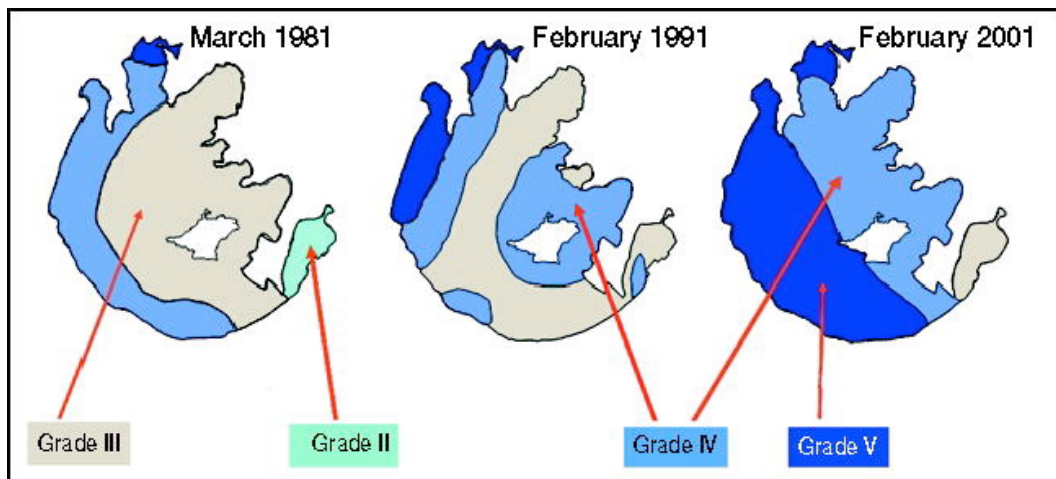 March 1981
February 1991
February 2001
Grade III
Grade II
Grade IV
Grade V